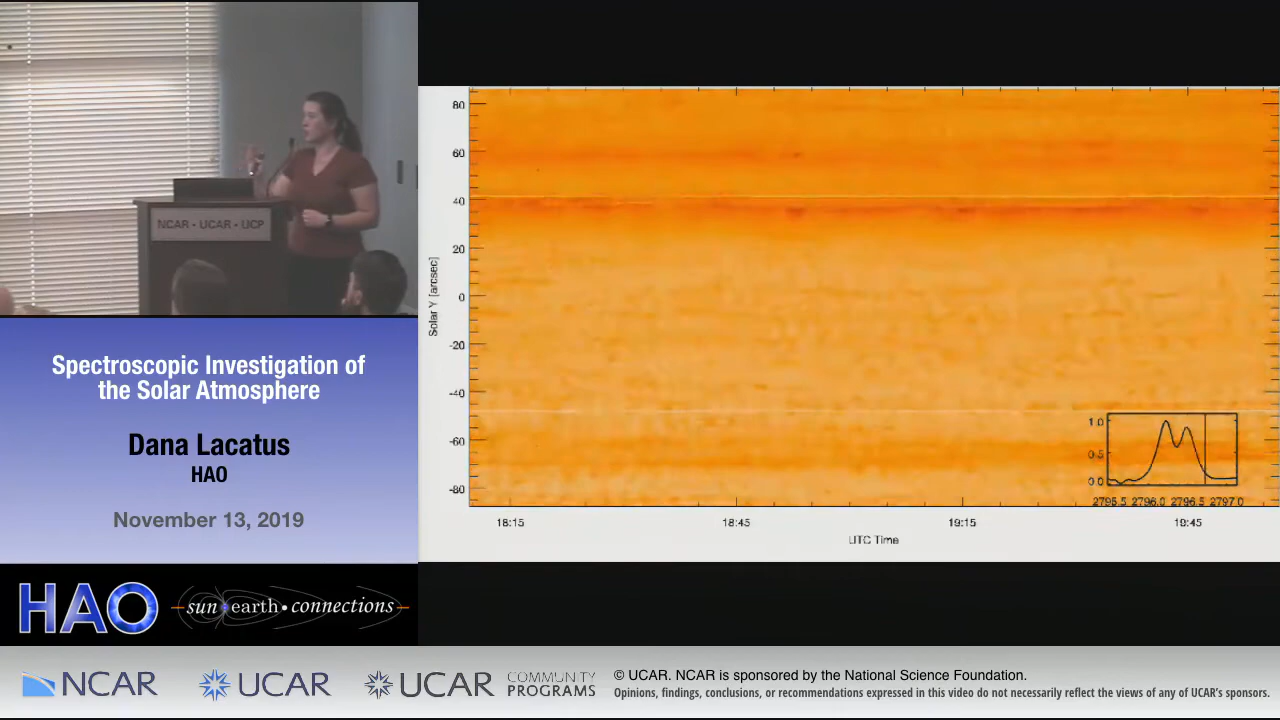 NCAR • UCAR • UCP
Spectroscopic Investigation of
the Solar Atmosphere
Dana Lacatus
HAO
November 13, 2019
HAO
sun earth • connections
80
60
40
20
0
-20
-40
-60
-80
Solar Y [arcsec]
18:15
18:45
19:15
19:45
UTC Time
1.0
0.5
0.0
2795.5 2796.0 2796.5 2797.0
NCAR
UCAR
UCAR
COMMUNITY
PROGRAMS
© UCAR. NCAR is sponsored by the National Science Foundation.
Opinions, findings, conclusions, or recommendations expressed in this video do not necessarily reflect the views of any of UCAR's sponsors.